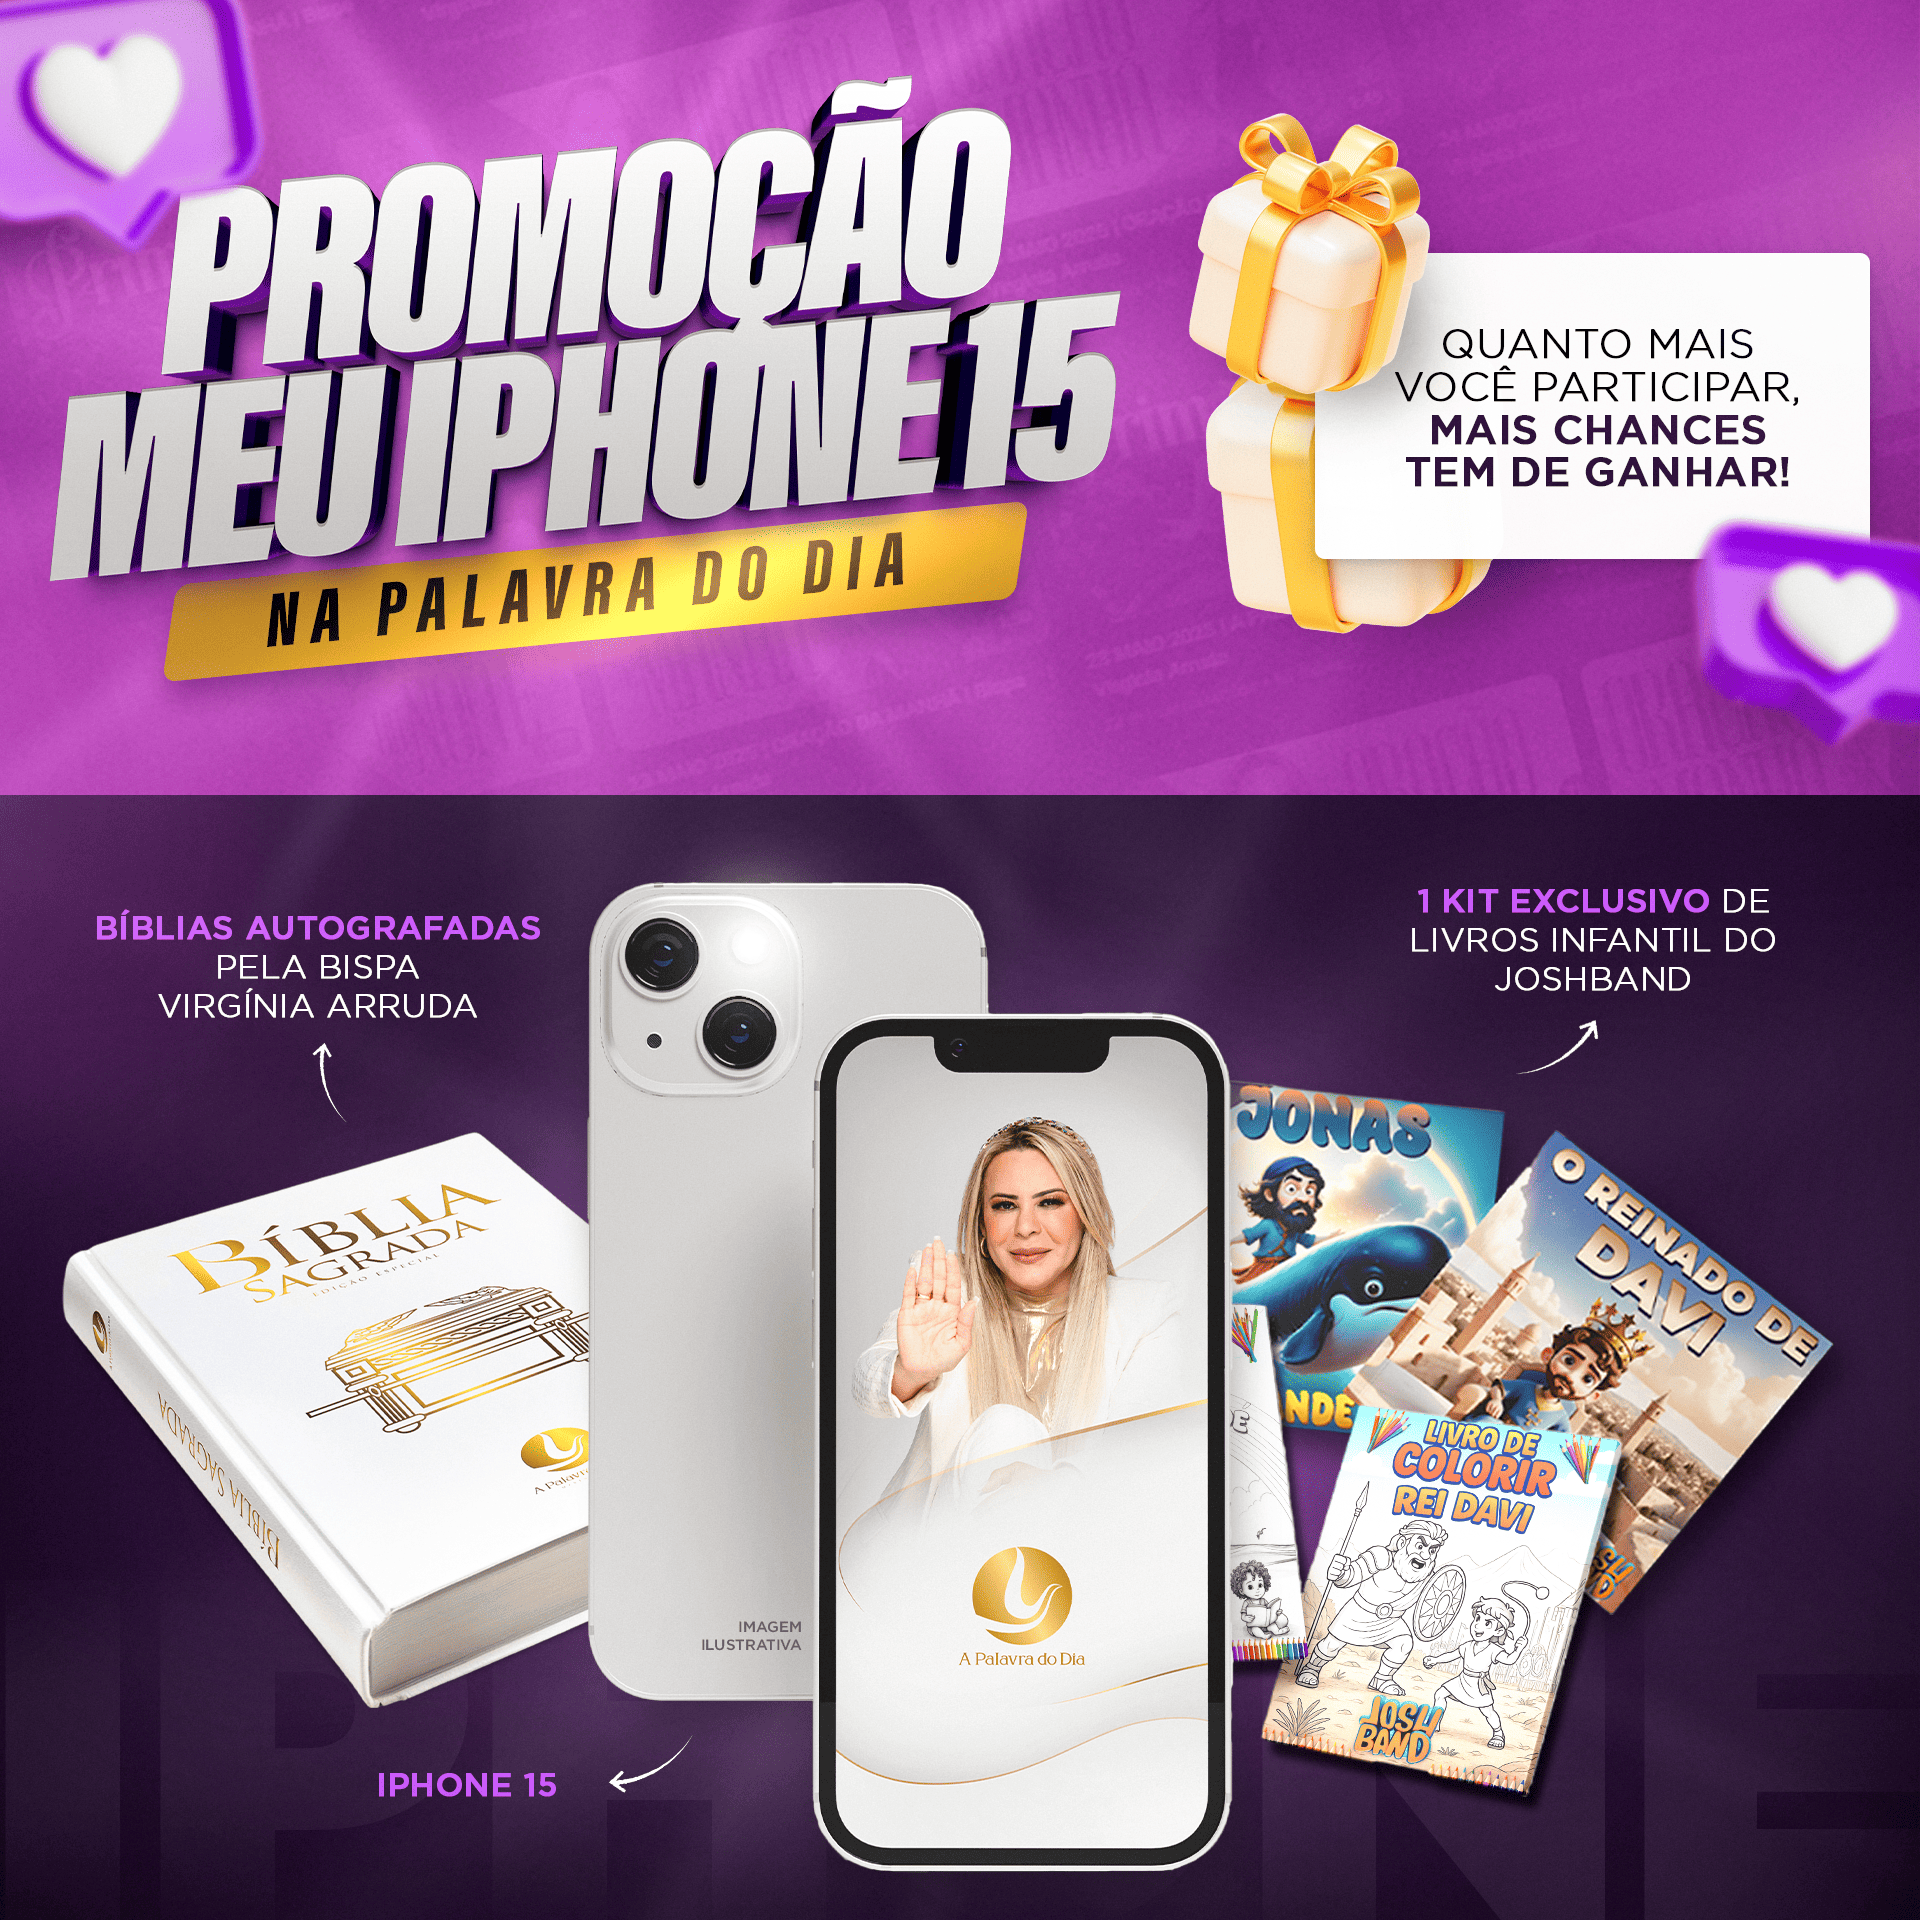 PROMOÇÃO
MEU IPHONE 15
NA PALAVRA DO DIA
QUANTO MAIS
VOCÊ PARTICIPAR,
MAIS CHANCES
TEM DE GANHAR!
BÍBLIAS AUTOGRAFADAS
PELA BISPA
VIRGÍNIA ARRUDA
1 KIT EXCLUSIVO DE
LIVROS INFANTIL DO
JOSHBAND
BÍBLIA
SAGRADA
EDIÇÃO ESPECIAL
A Palavra
BÍBLIA SAGRADA
IMAGEM
ILUSTRATIVA
A Palavra do Dia
JONAS
NDE
O REINADO DE
DAVI
LIVRO DE
COLORIR
REI DAVI
JOSH
BAND
IPHONE 15